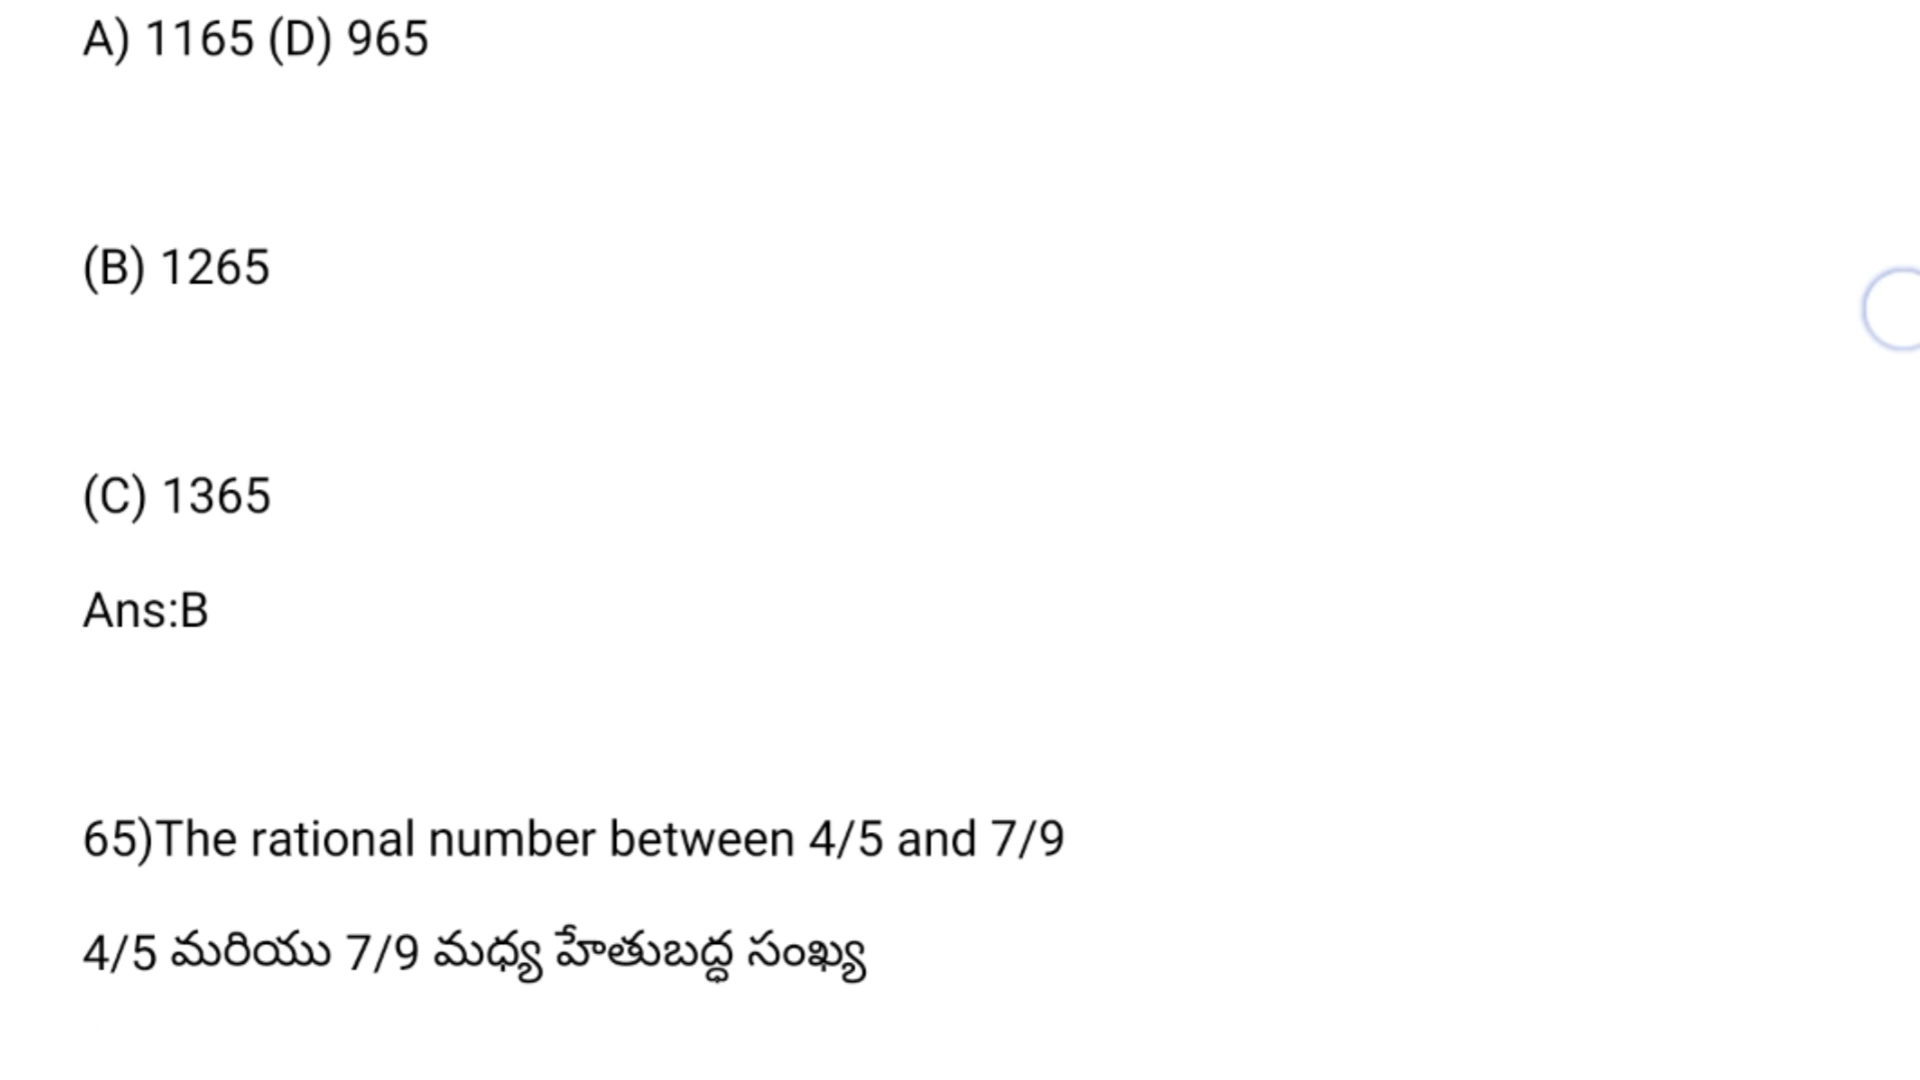 A) 1165 (D) 965
(B) 1265
(C) 1365
Ans:B
65)The rational number between 4/5 and 7/9
4/5 మరియు 7/9 మధ్య హేతుబద్ధ సంఖ్య